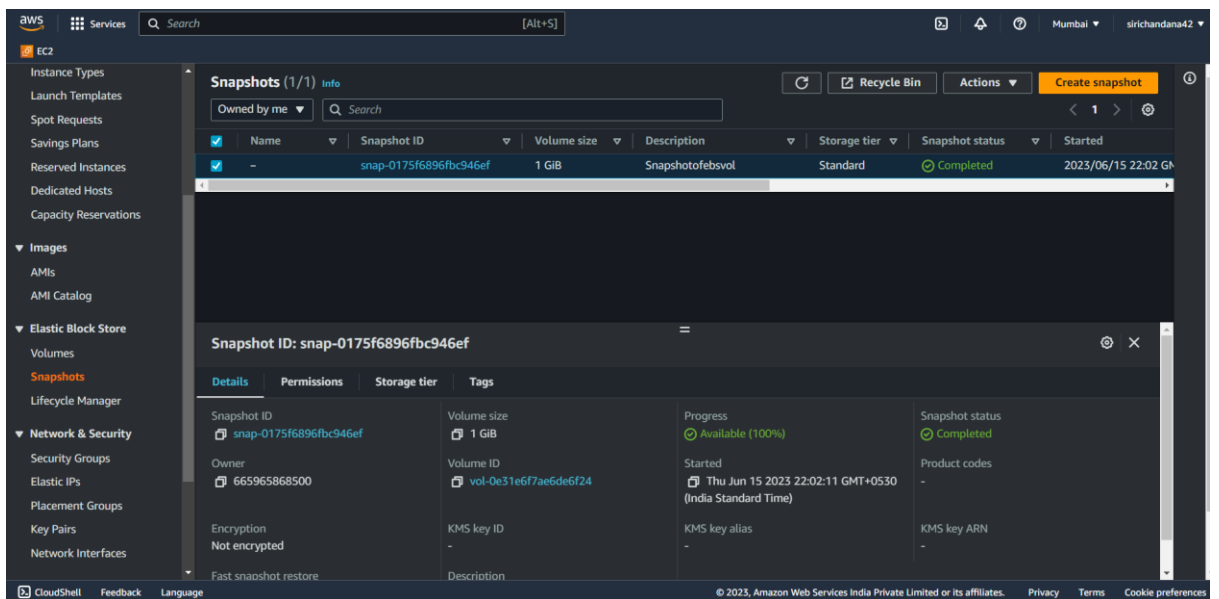 aws Services Search [Alt+S] Mumbai sirichandana42
EC2
Instance Types
Launch Templates
Spot Requests
Savings Plans
Reserved Instances
Dedicated Hosts
Capacity Reservations
Images
AMIs
AMI Catalog
Elastic Block Store
Volumes
Snapshots
Lifecycle Manager
Network & Security
Security Groups
Elastic IPs
Placement Groups
Key Pairs
Network Interfaces
Snapshots (1/1) Info Recycle Bin Actions Create snapshot
Owned by me Search 1
Name Snapshot ID Volume size Description Storage tier Snapshot status Started
– snap-0175f6896fbc946ef 1 GiB Snapshotofebsvol Standard Completed 2023/06/15 22:02 GM
Snapshot ID: snap-0175f6896fbc946ef
Details Permissions Storage tier Tags
Snapshot ID Volume size Progress Snapshot status
snap-0175f6896fbc946ef 1 GiB Available (100%) Completed
Owner Volume ID Started Product codes
665965868500 vol-0e31e6f7ae6de6f24 Thu Jun 15 2023 22:02:11 GMT+0530 –
(India Standard Time)
Encryption KMS key ID KMS key alias KMS key ARN
Not encrypted – – –
Fast snapshot restore Description
CloudShell Feedback Language © 2023, Amazon Web Services India Private Limited or its affiliates. Privacy Terms Cookie preferences